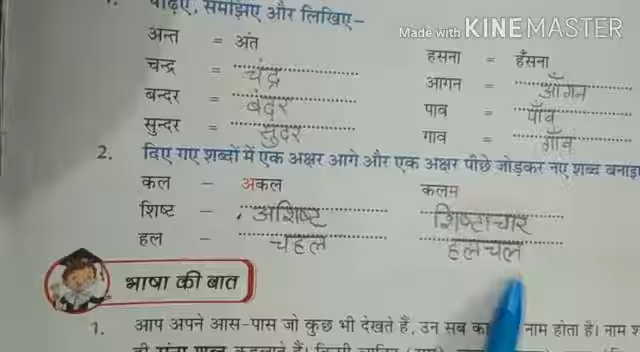 1. पढ़िए, समझिए और लिखिए–
Made with KINEMASTER
अन्त = अंत
हसना = हँसना
चन्द्र = चंद्र
आगन = आँगन
बन्दर = बंदर
पाव = पाँव
सुन्दर = सुंदर
गाव = गाँव
2. दिए गए शब्दों में एक अक्षर आगे और एक अक्षर पीछे जोड़कर नए शब्द बनाइए
कल – अकल कलम
शिष्ट – अशिष्ट शिष्टाचार
हल – चहल हलचल
भाषा की बात
1. आप अपने आस-पास जो कुछ भी देखते हैं, उन सब का नाम होता है। नाम